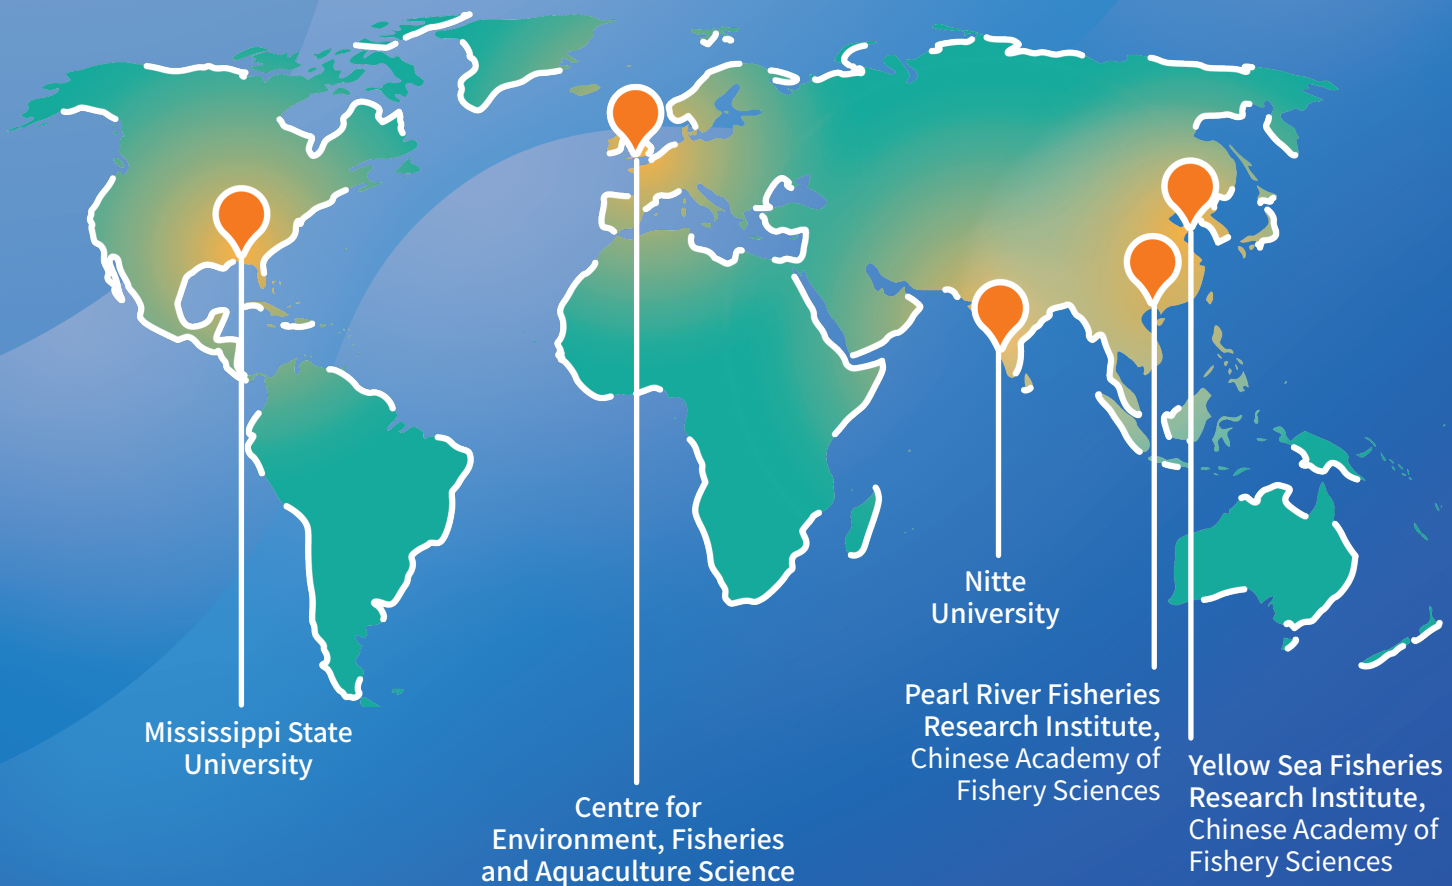 Mississippi State
University
Centre for
Environment, Fisheries
and Aquaculture Science
Nitte
University
Pearl River Fisheries
Research Institute,
Chinese Academy of
Fishery Sciences
Yellow Sea Fisheries
Research Institute,
Chinese Academy of
Fishery Sciences